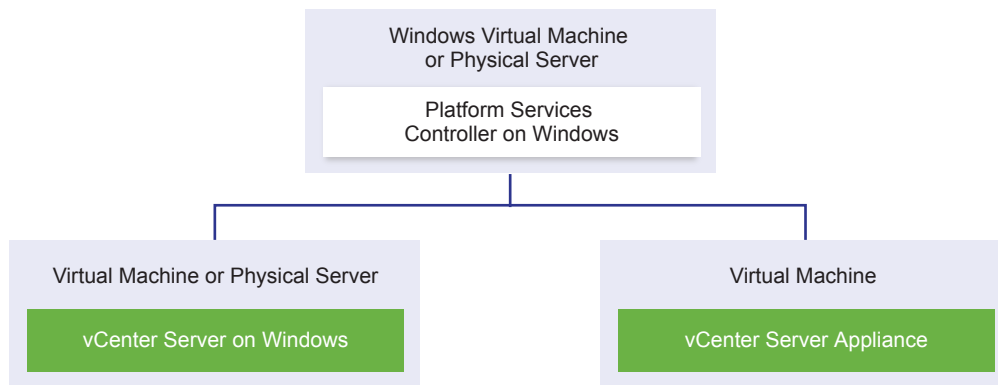 Windows Virtual Machine
or Physical Server
Platform Services
Controller on Windows
Virtual Machine or Physical Server
vCenter Server on Windows
Virtual Machine
vCenter Server Appliance